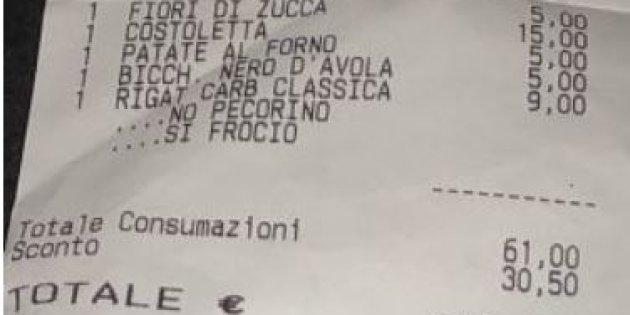 1 FIORI DI ZUCCA 5,00
1 COSTOLETTA 15,00
1 PATATE AL FORNO 5,00
1 BICCH. NERO D'AVOLA 5,00
1 RIGAT CARB CLASSICA 9,00
....NO PECORINO
....SI FROCIO
-----------
Totale Consumazioni 61,00
Sconto 30,50
TOTALE €